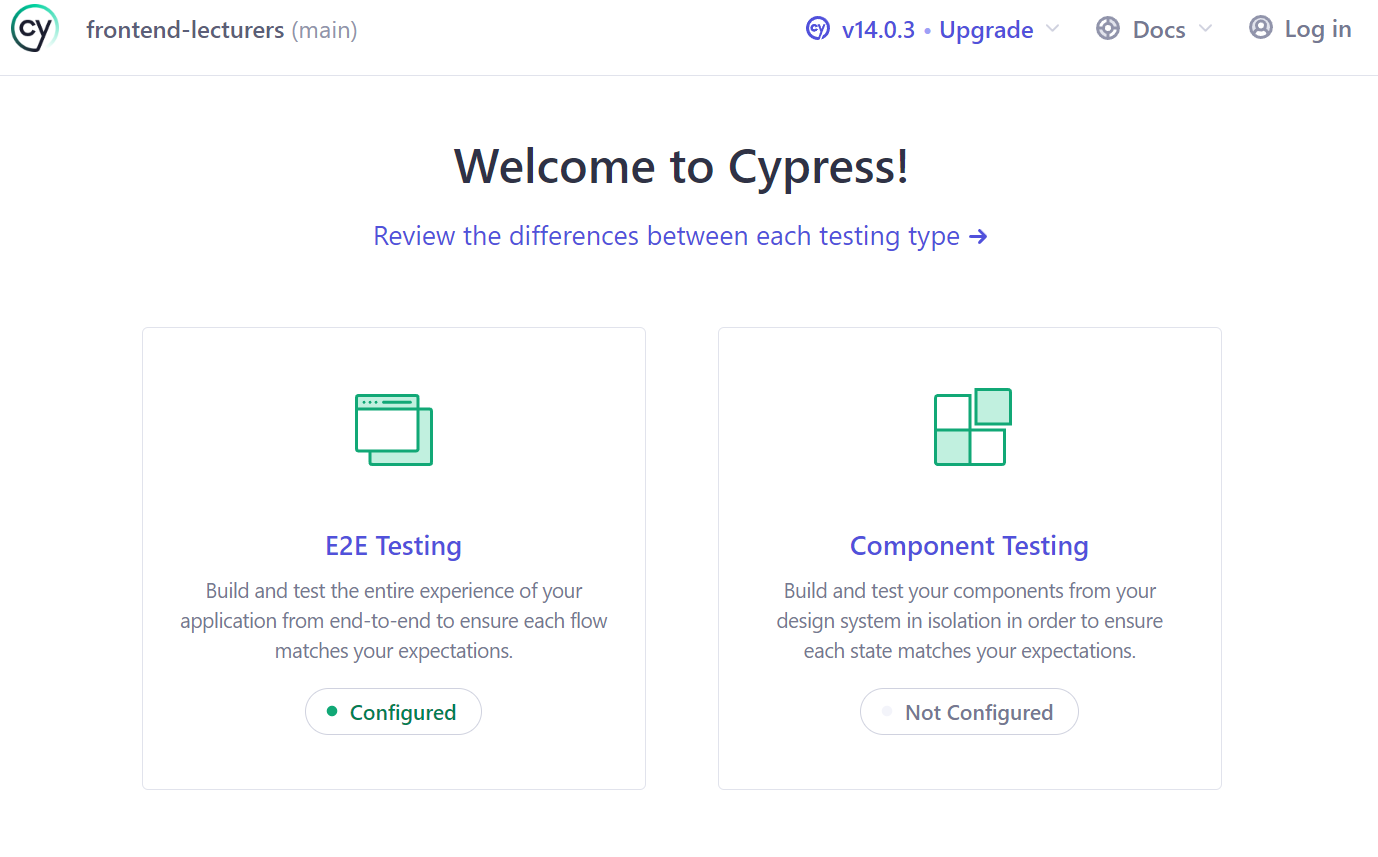 cy frontend-lecturers (main) cy v14.0.3 • Upgrade Docs Log in
Welcome to Cypress!
Review the differences between each testing type →
E2E Testing
Build and test the entire experience of your
application from end-to-end to ensure each flow
matches your expectations.
Configured
Component Testing
Build and test your components from your
design system in isolation in order to ensure
each state matches your expectations.
Not Configured